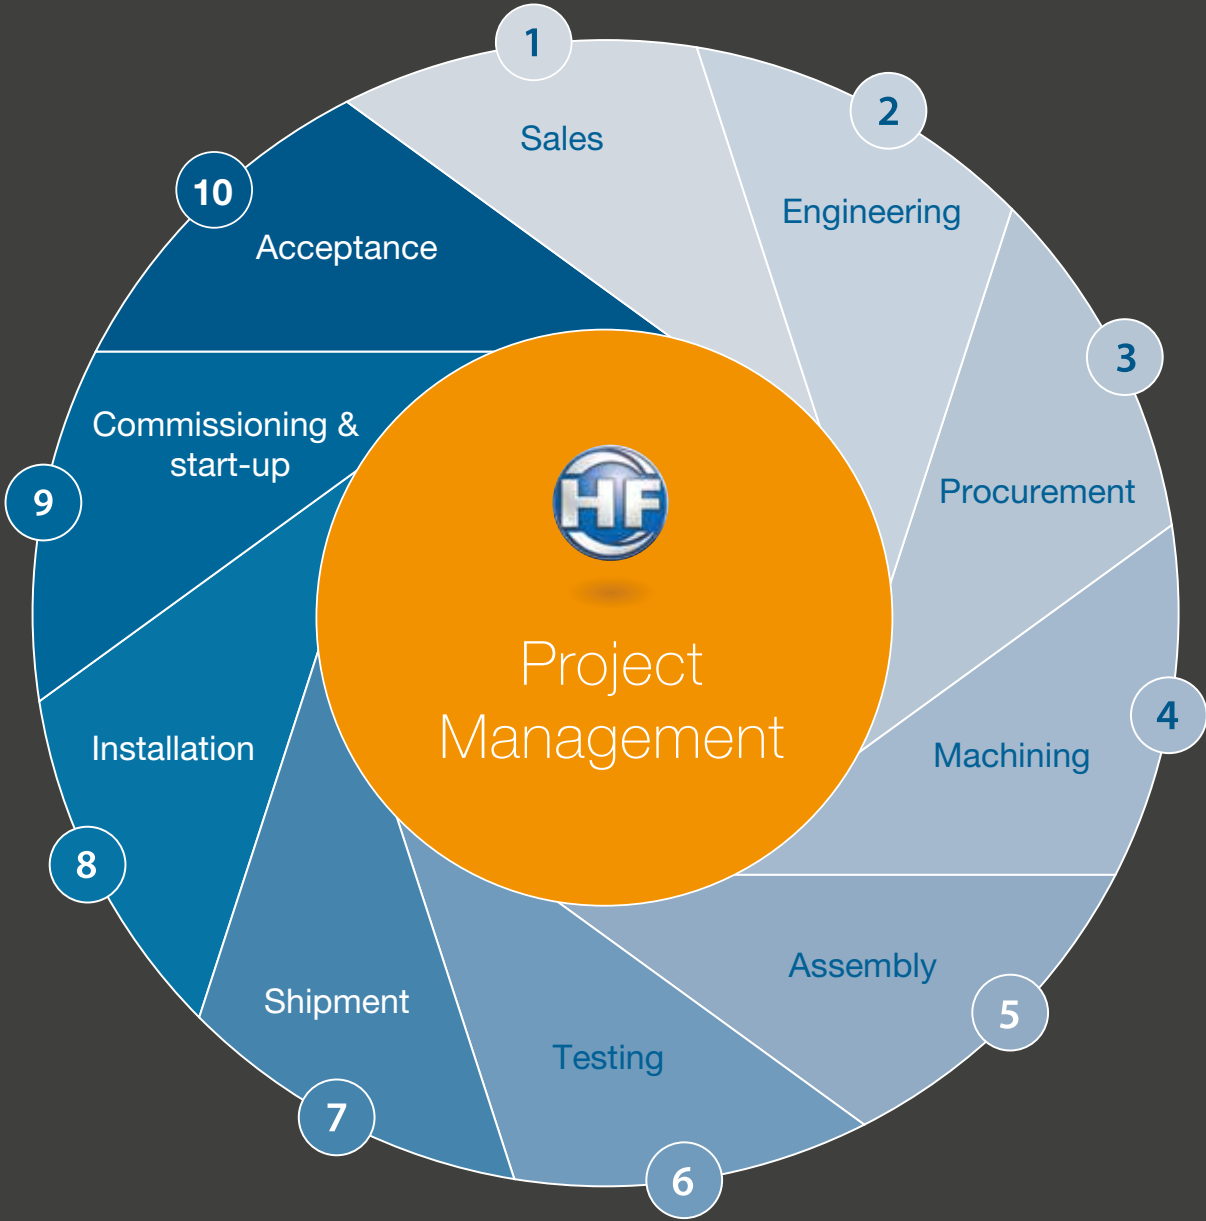 1
Sales
2
Engineering
3
Procurement
4
Machining
5
Assembly
6
Testing
7
Shipment
8
Installation
9
Commissioning &
start-up
10
Acceptance
HF
Project
Management